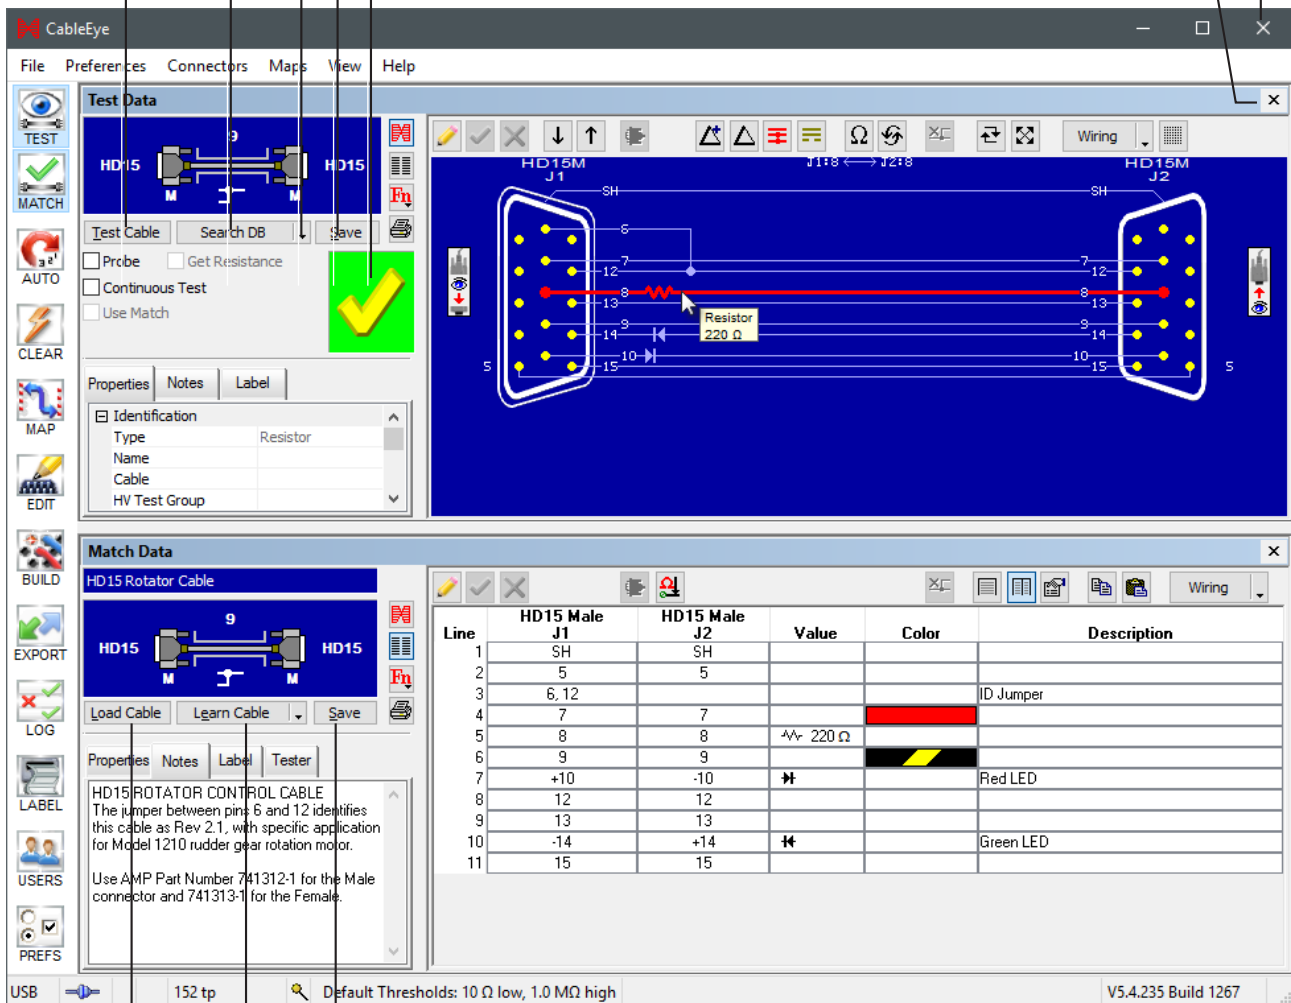 CableEye
File Preferences Connectors Maps View Help
TEST
MATCH
AUTO
CLEAR
MAP
EDIT
BUILD
EXPORT
LOG
LABEL
USERS
PREFS
Test Data
9
HD15 HD15
M M
Test Cable Search DB Save
Probe Get Resistance
Continuous Test
Use Match
Properties Notes Label
Identification
Type Resistor
Name
Cable
HV Test Group
Fn
Ω
Wiring
HD15M J1:8 <--> J2:8 HD15M
J1 J2
SH SH
6
7 7
12 12
8 8
13 13
Resistor
220 Ω
9 9
14 14
10 10
5 15 15 5
Match Data
HD15 Rotator Cable
9
HD15 HD15
M M
Load Cable Learn Cable Save
Properties Notes Label Tester
HD15 ROTATOR CONTROL CABLE
The jumper between pins 6 and 12 identifies
this cable as Rev 2.1, with specific application
for Model 1210 rudder gear rotation motor.
Use AMP Part Number 741312-1 for the Male
connector and 741313-1 for the Female.
Fn
Wiring
HD15 Male HD15 Male
Line J1 J2 Value Color Description
1 SH SH
2 5 5
3 6, 12 ID Jumper
4 7 7
5 8 8 220 Ω
6 9 9
7 +10 -10 Red LED
8 12 12
9 13 13
10 -14 +14 Green LED
11 15 15
USB 152 tp Default Thresholds: 10 Ω low, 1.0 MΩ high V5.4.235 Build 1267